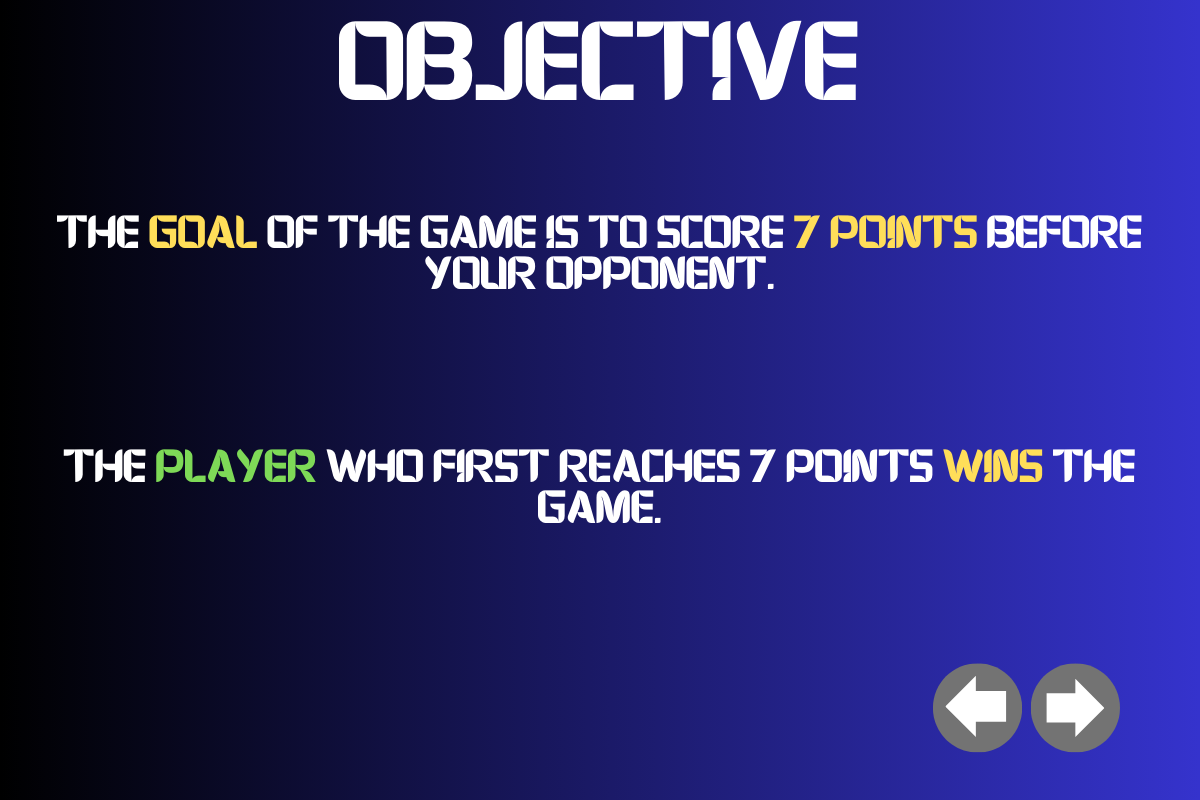 OBJECTIVE
THE GOAL OF THE GAME IS TO SCORE 7 POINTS BEFORE
YOUR OPPONENT.
THE PLAYER WHO FIRST REACHES 7 POINTS WINS THE
GAME.